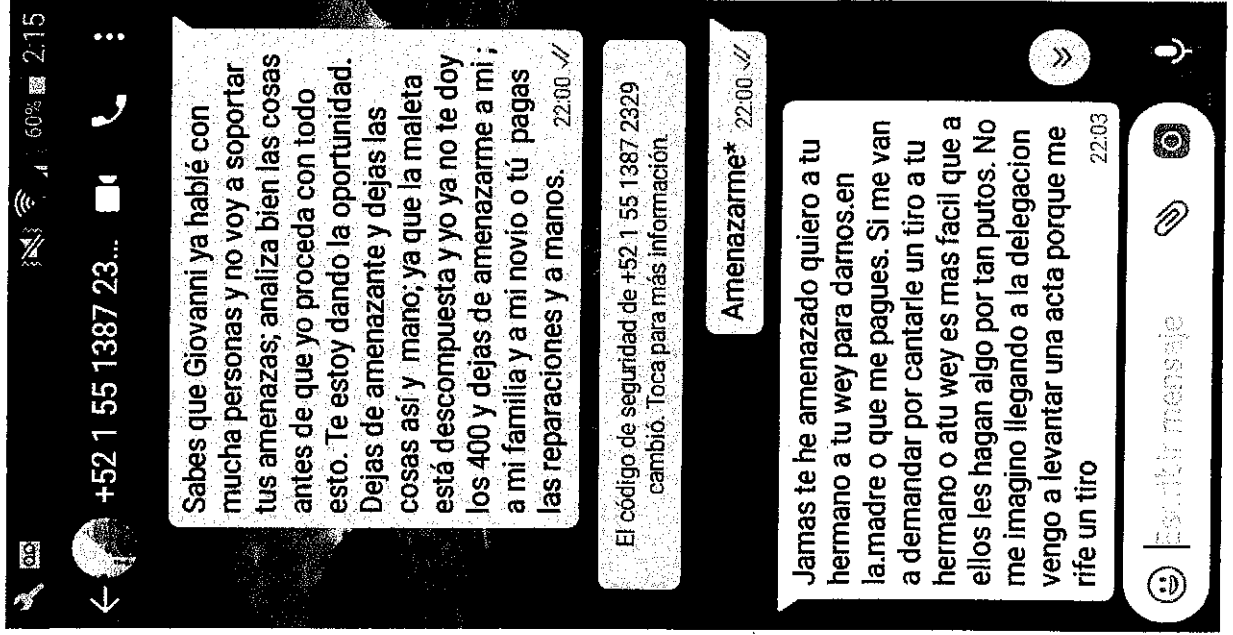 60% 2:15
+52 1 55 1387 23...
Sabes que Giovanni ya hablé con
mucha personas y no voy a soportar
tus amenazas; analiza bien las cosas
antes de que yo proceda con todo
esto. Te estoy dando la oportunidad.
Dejas de amenazante y dejas las
cosas así y mano; ya que la maleta
está descompuesta y yo ya no te doy
los 400 y dejas de amenazarme a mi ;
a mi familia y a mi novio o tú pagas
las reparaciones y a manos.
22:00
El código de seguridad de +52 1 55 1387 2329
cambió. Toca para más información.
Amenazarme* 22:00
Jamas te he amenazado quiero a tu
hermano a tu wey para darnos.en
la.madre o que me pagues. Si me van
a demandar por cantarle un tiro a tu
hermano o atu wey es mas facil que a
ellos les hagan algo por tan putos. No
me imagino llegando a la delegacion
vengo a levantar una acta porque me
rife un tiro
22:03
Escribir mensaje